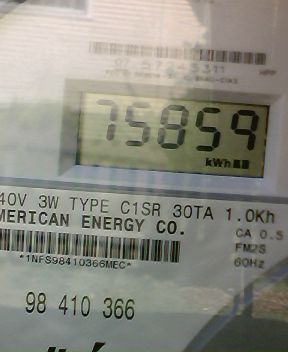 75859
kWh
40V 3W TYPE C1SR 30TA 1.0Kh
MERICAN ENERGY CO.
CA 0.5
FM2S
60Hz
*1NFS98410366MEC*
98 410 366